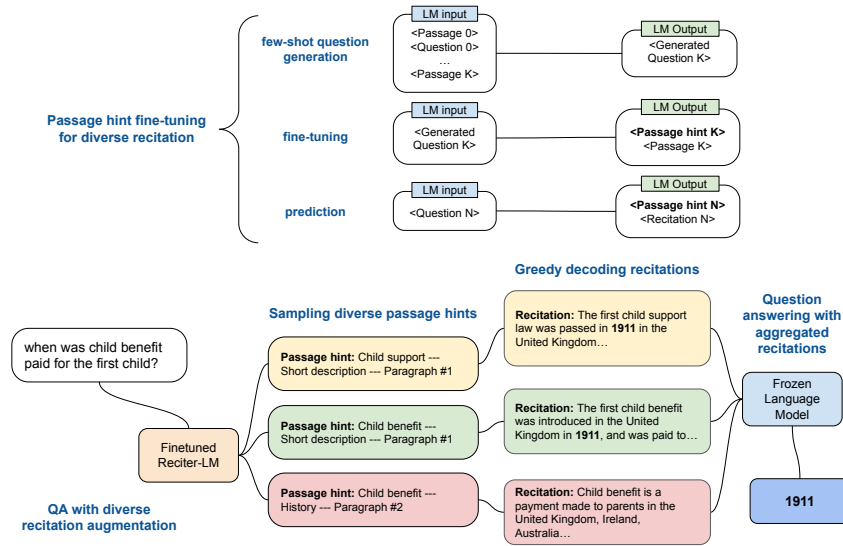 few-shot question
generation
LM input
<Passage 0>
<Question 0>
...
<Passage K>
LM Output
<Generated
Question K>
Passage hint fine-tuning
for diverse recitation
fine-tuning
LM input
<Generated
Question K>
LM Output
<Passage hint K>
<Passage K>
prediction
LM input
<Question N>
LM Output
<Passage hint N>
<Recitation N>
Greedy decoding recitations
Sampling diverse passage hints
Question
answering with
aggregated
recitations
when was child benefit
paid for the first child?
Finetuned
Reciter-LM
QA with diverse
recitation augmentation
Passage hint: Child support ---
Short description --- Paragraph #1
Passage hint: Child benefit ---
Short description --- Paragraph #1
Passage hint: Child benefit ---
History --- Paragraph #2
Recitation: The first child support
law was passed in 1911 in the
United Kingdom...
Recitation: The first child benefit
was introduced in the United
Kingdom in 1911, and was paid to...
Recitation: Child benefit is a
payment made to parents in the
United Kingdom, Ireland,
Australia...
Frozen
Language
Model
1911